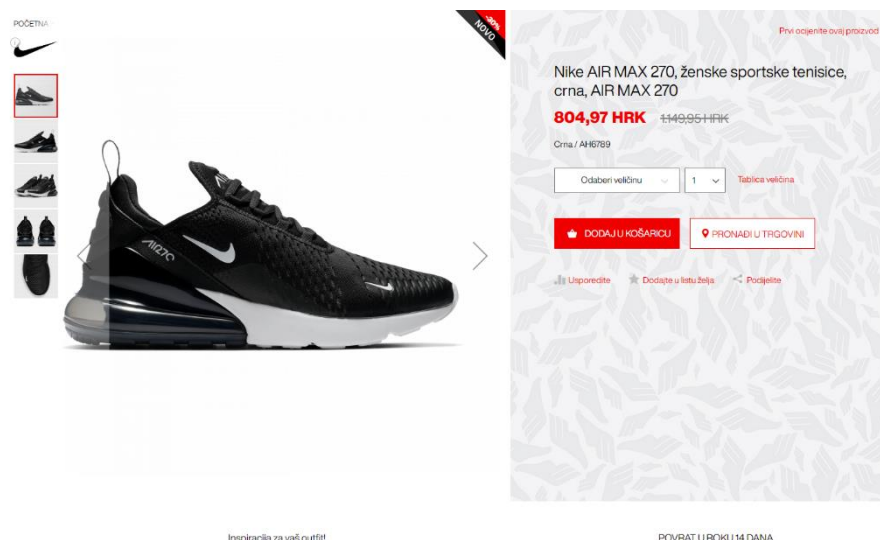 POČETNA
-30%
NOVO
Prvi ocijenite ovaj proizvod
Nike AIR MAX 270, ženske sportske tenisice,
crna, AIR MAX 270
804,97 HRK 1.149,95 HRK
Crna / AH6789
Odaberi veličinu 1 Tablica veličina
DODAJ U KOŠARICU PRONAĐI U TRGOVINI
Usporedite Dodajte u listu želja Podijelite
AIR270
Inspiracija za vaš outfit! POVRAT U ROKU 14 DANA